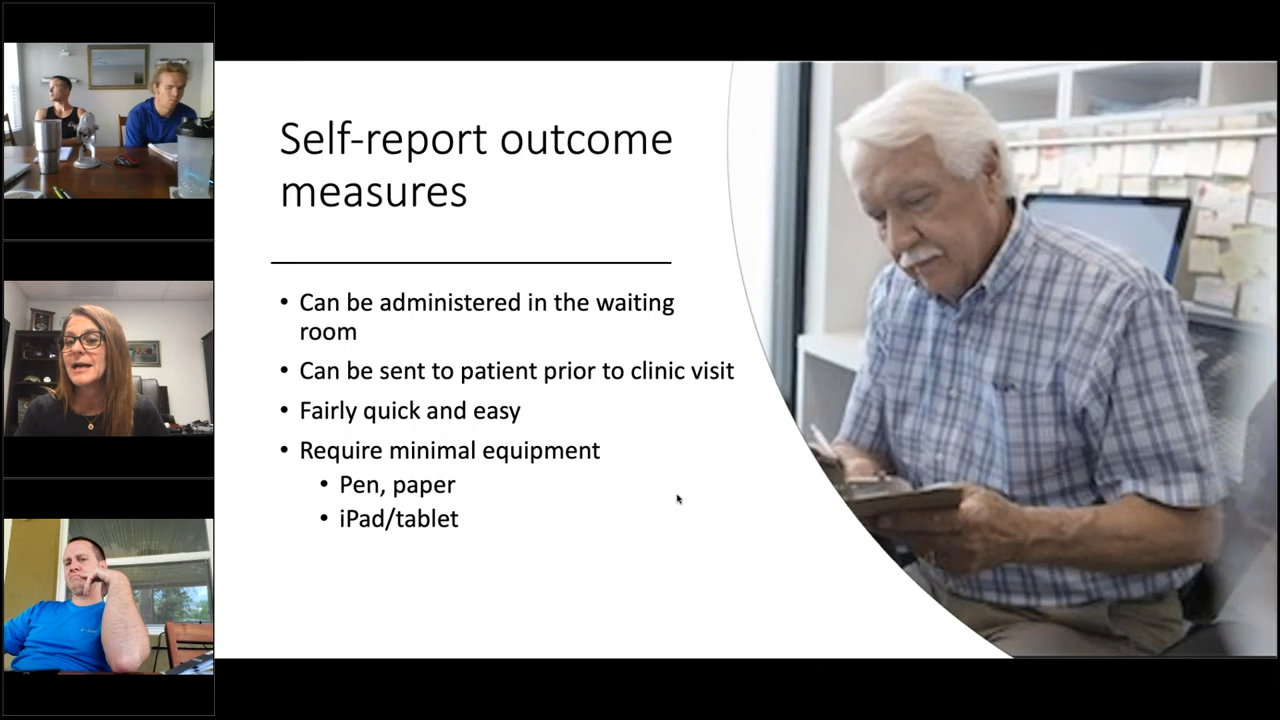 Self-report outcome
measures
• Can be administered in the waiting
room
• Can be sent to patient prior to clinic visit
• Fairly quick and easy
• Require minimal equipment
• Pen, paper
• iPad/tablet